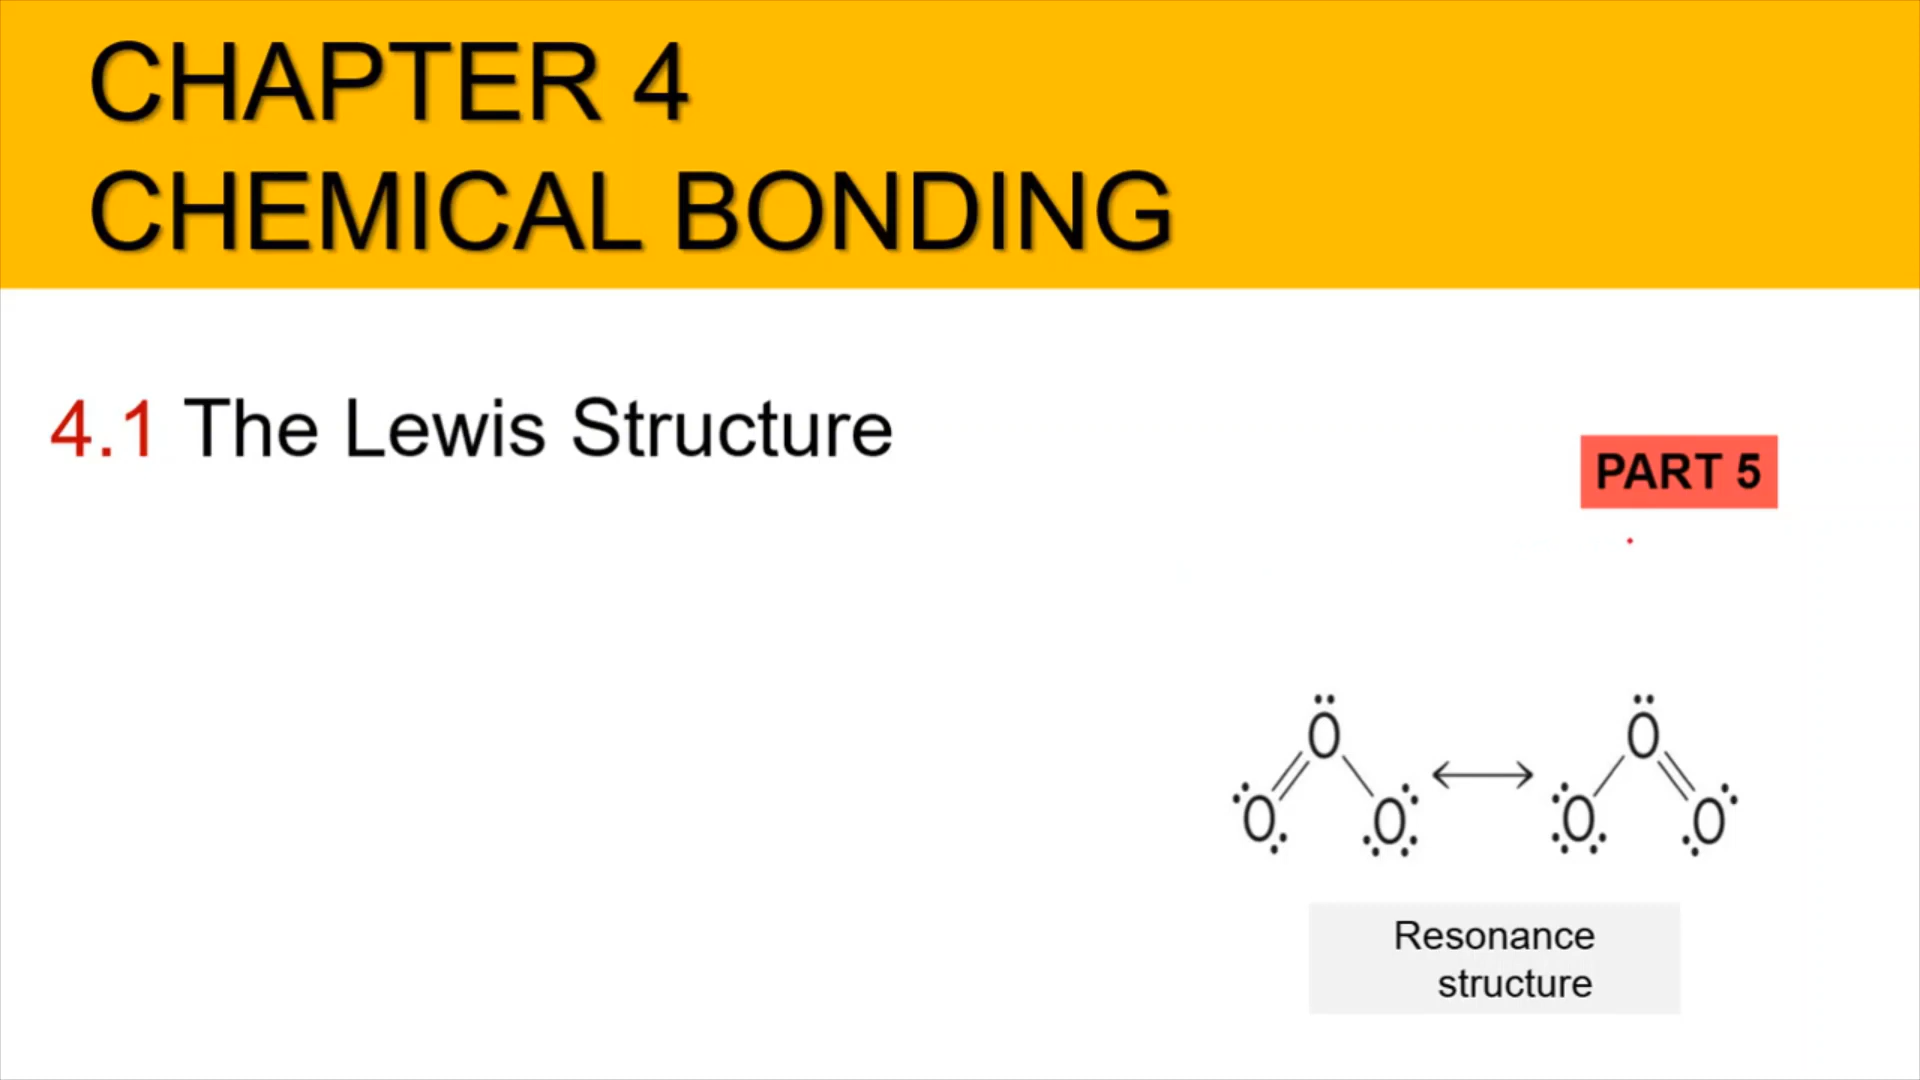 CHAPTER 4
CHEMICAL BONDING
4.1 The Lewis Structure
PART 5
O O
O O O O
Resonance
structure